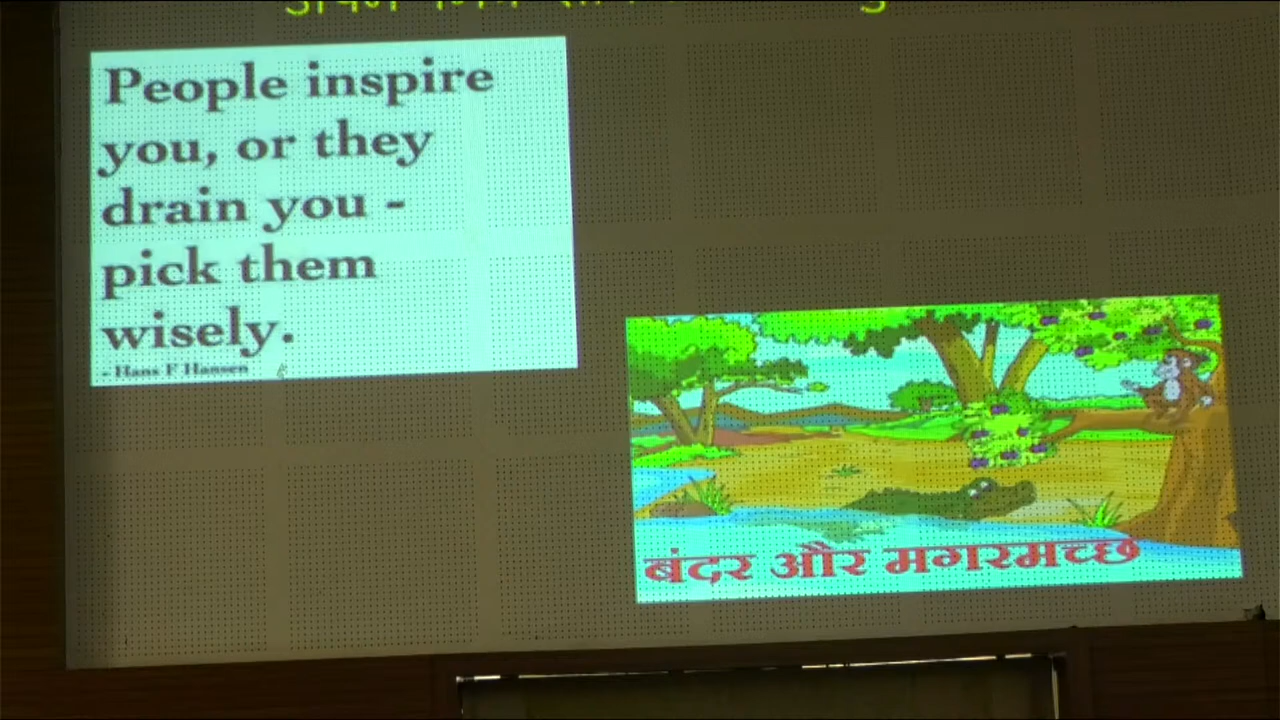 People inspire
you, or they
drain you -
pick them
wisely.
- Hans F Hansen
बंदर और मगरमच्छ